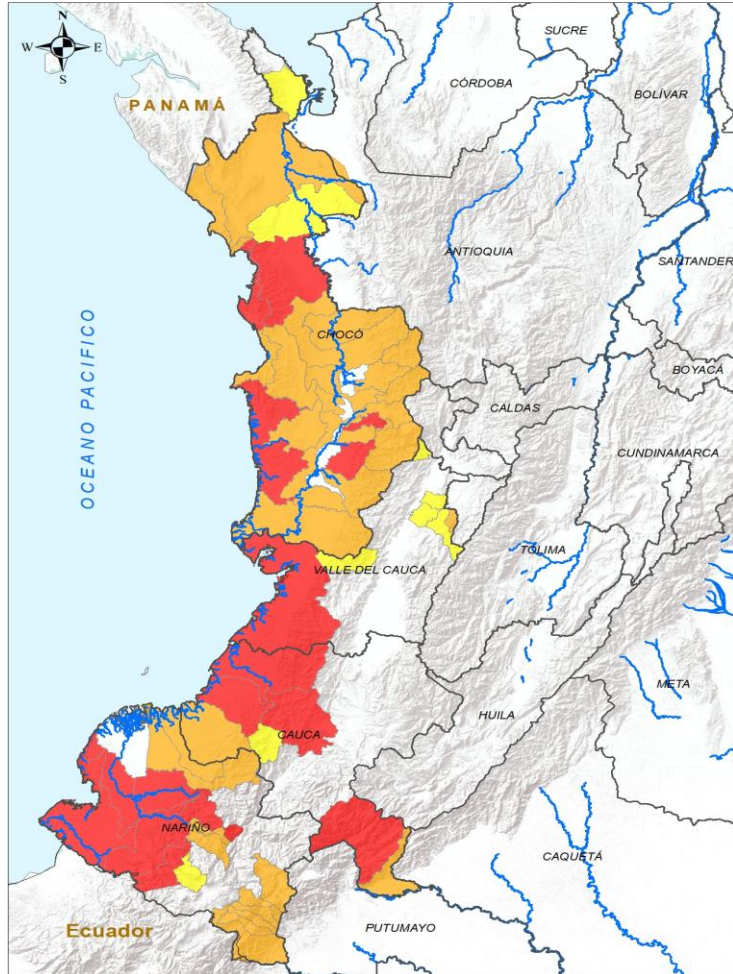 N
W E
S
SUCRE
CÓRDOBA
BOLÍVAR
PANAMÁ
ANTIOQUIA
SANTANDER
OCEANO PACIFICO
CHOCÓ
BOYACÁ
CALDAS
CUNDINAMARCA
TOLIMA
VALLE DEL CAUCA
META
HUILA
CAUCA
NARIÑO
CAQUETÁ
Ecuador
PUTUMAYO